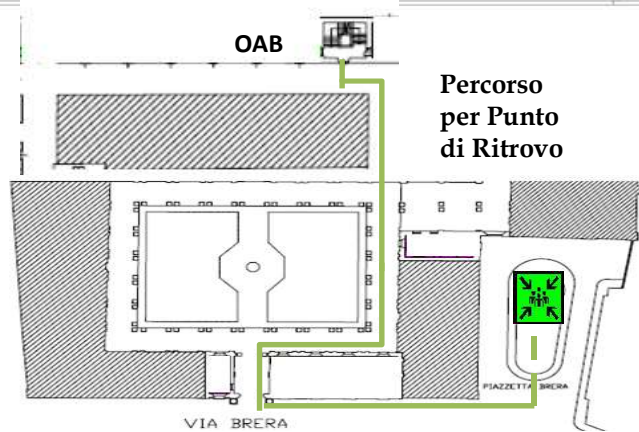 OAB
Percorso
per Punto
di Ritrovo
PIAZZETTA BRERA
VIA BRERA